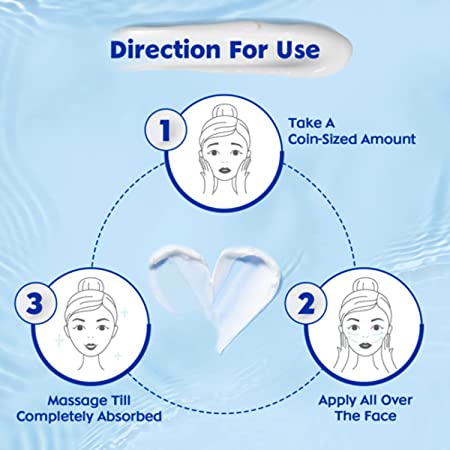 Direction For Use
1
Take A
Coin-Sized Amount
2
Apply All Over
The Face
3
Massage Till
Completely Absorbed